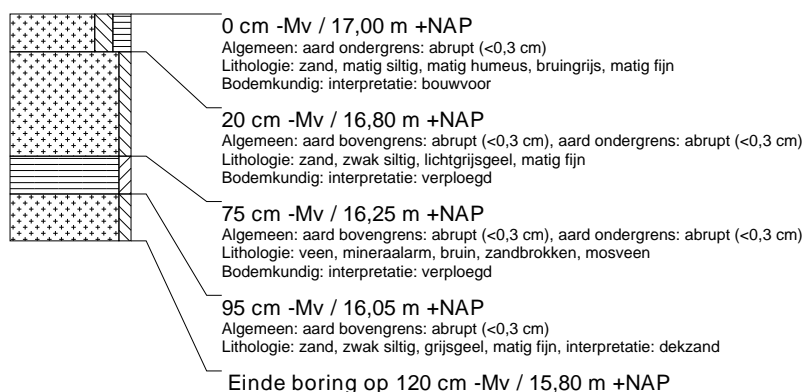 0 cm -Mv / 17,00 m +NAP
Algemeen: aard ondergrens: abrupt (<0,3 cm)
Lithologie: zand, matig siltig, matig humeus, bruingrijs, matig fijn
Bodemkundig: interpretatie: bouwvoor
20 cm -Mv / 16,80 m +NAP
Algemeen: aard bovengrens: abrupt (<0,3 cm), aard ondergrens: abrupt (<0,3 cm)
Lithologie: zand, zwak siltig, lichtgrijsgeel, matig fijn
Bodemkundig: interpretatie: verploegd
75 cm -Mv / 16,25 m +NAP
Algemeen: aard bovengrens: abrupt (<0,3 cm), aard ondergrens: abrupt (<0,3 cm)
Lithologie: veen, mineraalarm, bruin, zandbrokken, mosveen
Bodemkundig: interpretatie: verploegd
95 cm -Mv / 16,05 m +NAP
Algemeen: aard bovengrens: abrupt (<0,3 cm)
Lithologie: zand, zwak siltig, grijsgeel, matig fijn, interpretatie: dekzand
Einde boring op 120 cm -Mv / 15,80 m +NAP